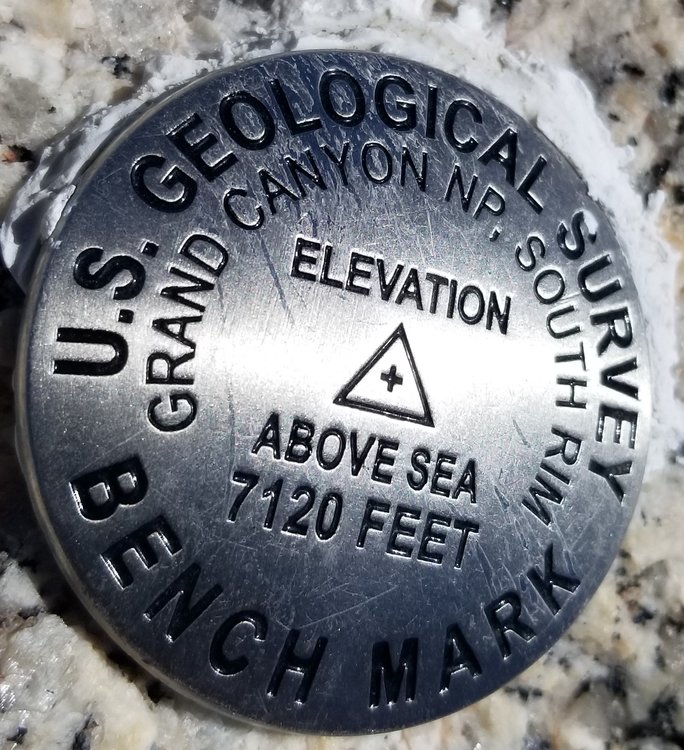 U.S. GEOLOGICAL SURVEY
GRAND CANYON NP, SOUTH RIM
ELEVATION
+
ABOVE SEA
7120 FEET
BENCH MARK